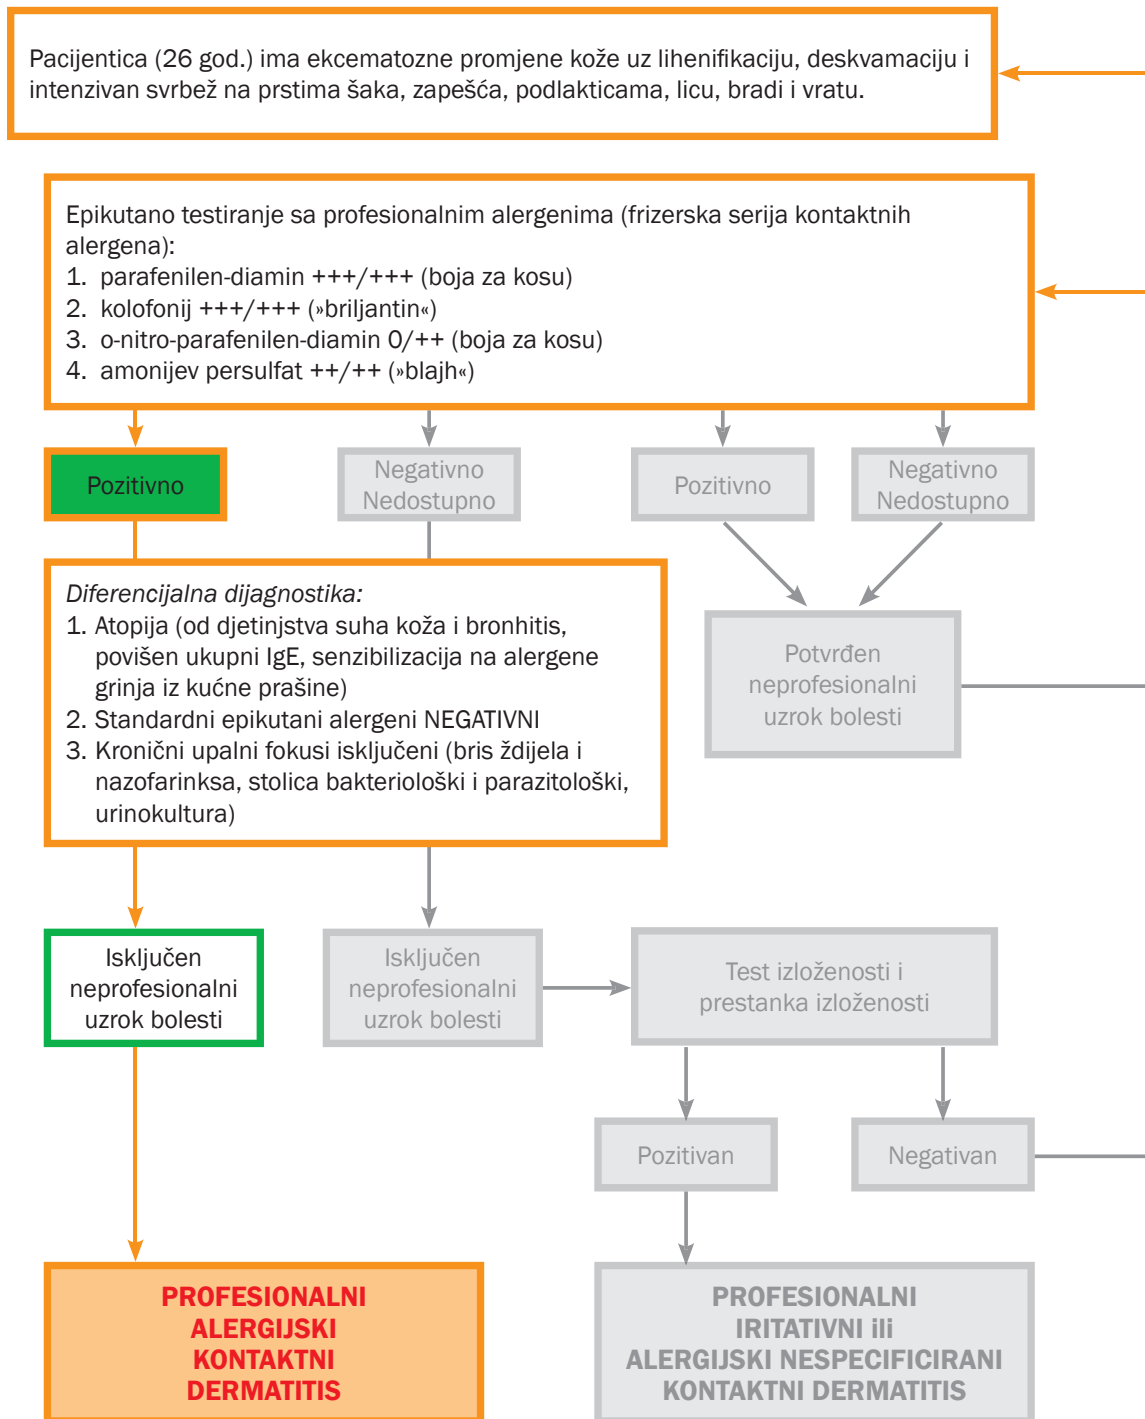 Pacijentica (26 god.) ima ekcematozne promjene kože uz lihenifikaciju, deskvamaciju i
intenzivan svrbež na prstima šaka, zapešća, podlakticama, licu, bradi i vratu.
Epikutano testiranje sa profesionalnim alergenima (frizerska serija kontaktnih
alergena):
1. parafenilen-diamin +++/+++ (boja za kosu)
2. kolofonij +++/+++ (»briljantin«)
3. o-nitro-parafenilen-diamin 0/++ (boja za kosu)
4. amonijev persulfat ++/++ (»blajh«)
Pozitivno
Negativno
Nedostupno
Pozitivno
Negativno
Nedostupno
Diferencijalna dijagnostika:
1. Atopija (od djetinjstva suha koža i bronhitis,
povišen ukupni IgE, senzibilizacija na alergene
grinja iz kućne prašine)
2. Standardni epikutani alergeni NEGATIVNI
3. Kronični upalni fokusi isključeni (bris ždijela i
nazofarinksa, stolica bakteriološki i parazitološki,
urinokultura)
Potvrđen
neprofesionalni
uzrok bolesti
Isključen
neprofesionalni
uzrok bolesti
Isključen
neprofesionalni
uzrok bolesti
Test izloženosti i
prestanka izloženosti
Pozitivan
Negativan
PROFESIONALNI
ALERGIJSKI
KONTAKTNI
DERMATITIS
PROFESIONALNI
IRITATIVNI ili
ALERGIJSKI NESPECIFICIRANI
KONTAKTNI DERMATITIS